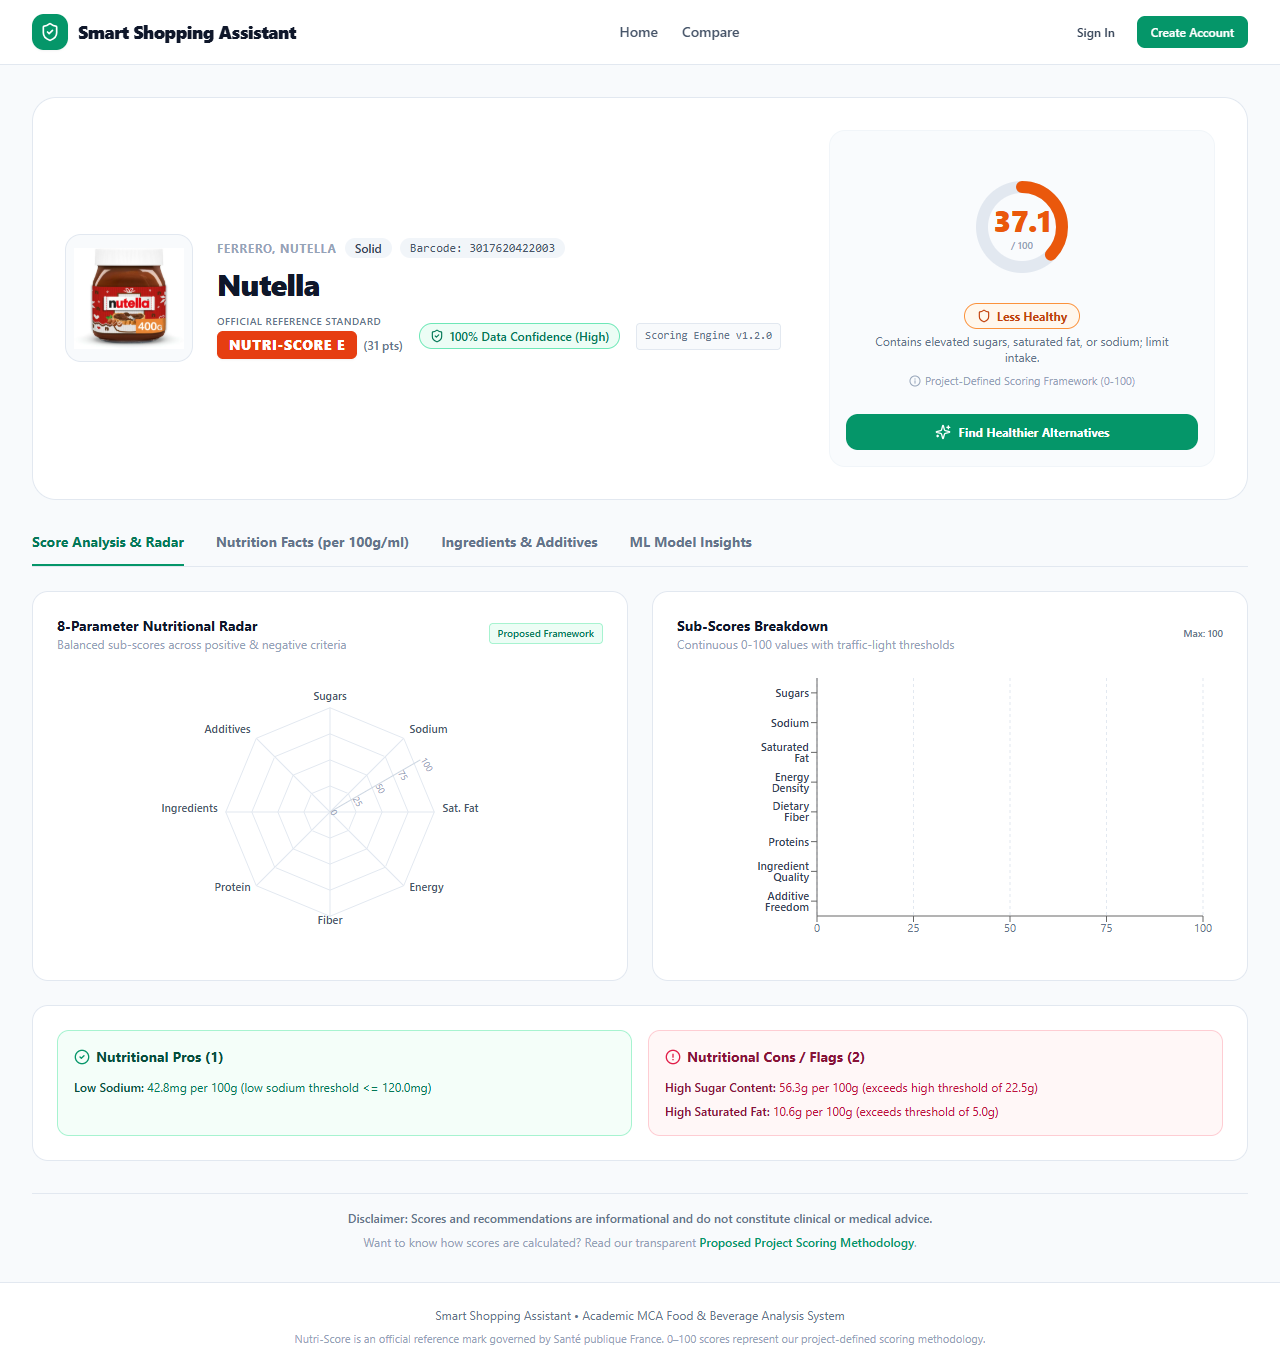 Smart Shopping Assistant
Home
Compare
Sign In
Create Account
nutella
400g
FERRERO, NUTELLA
Solid
Barcode: 3017620422003
Nutella
OFFICIAL REFERENCE STANDARD
NUTRI-SCORE E
(31 pts)
100% Data Confidence (High)
Scoring Engine v1.2.0
37.1
/ 100
Less Healthy
Contains elevated sugars, saturated fat, or sodium; limit
intake.
Project-Defined Scoring Framework (0-100)
Find Healthier Alternatives
Score Analysis & Radar
Nutrition Facts (per 100g/ml)
Ingredients & Additives
ML Model Insights
8-Parameter Nutritional Radar
Balanced sub-scores across positive & negative criteria
Proposed Framework
Sugars
Sodium
Sat. Fat
Energy
Fiber
Protein
Ingredients
Additives
0
25
50
75
100
Sub-Scores Breakdown
Continuous 0-100 values with traffic-light thresholds
Max: 100
Sugars
Sodium
Saturated
Fat
Energy
Density
Dietary
Fiber
Proteins
Ingredient
Quality
Additive
Freedom
0
25
50
75
100
Nutritional Pros (1)
Low Sodium: 42.8mg per 100g (low sodium threshold <= 120.0mg)
Nutritional Cons / Flags (2)
High Sugar Content: 56.3g per 100g (exceeds high threshold of 22.5g)
High Saturated Fat: 10.6g per 100g (exceeds threshold of 5.0g)
Disclaimer: Scores and recommendations are informational and do not constitute clinical or medical advice.
Want to know how scores are calculated? Read our transparent Proposed Project Scoring Methodology.
Smart Shopping Assistant • Academic MCA Food & Beverage Analysis System
Nutri-Score is an official reference mark governed by Santé publique France. 0–100 scores represent our project-defined scoring methodology.